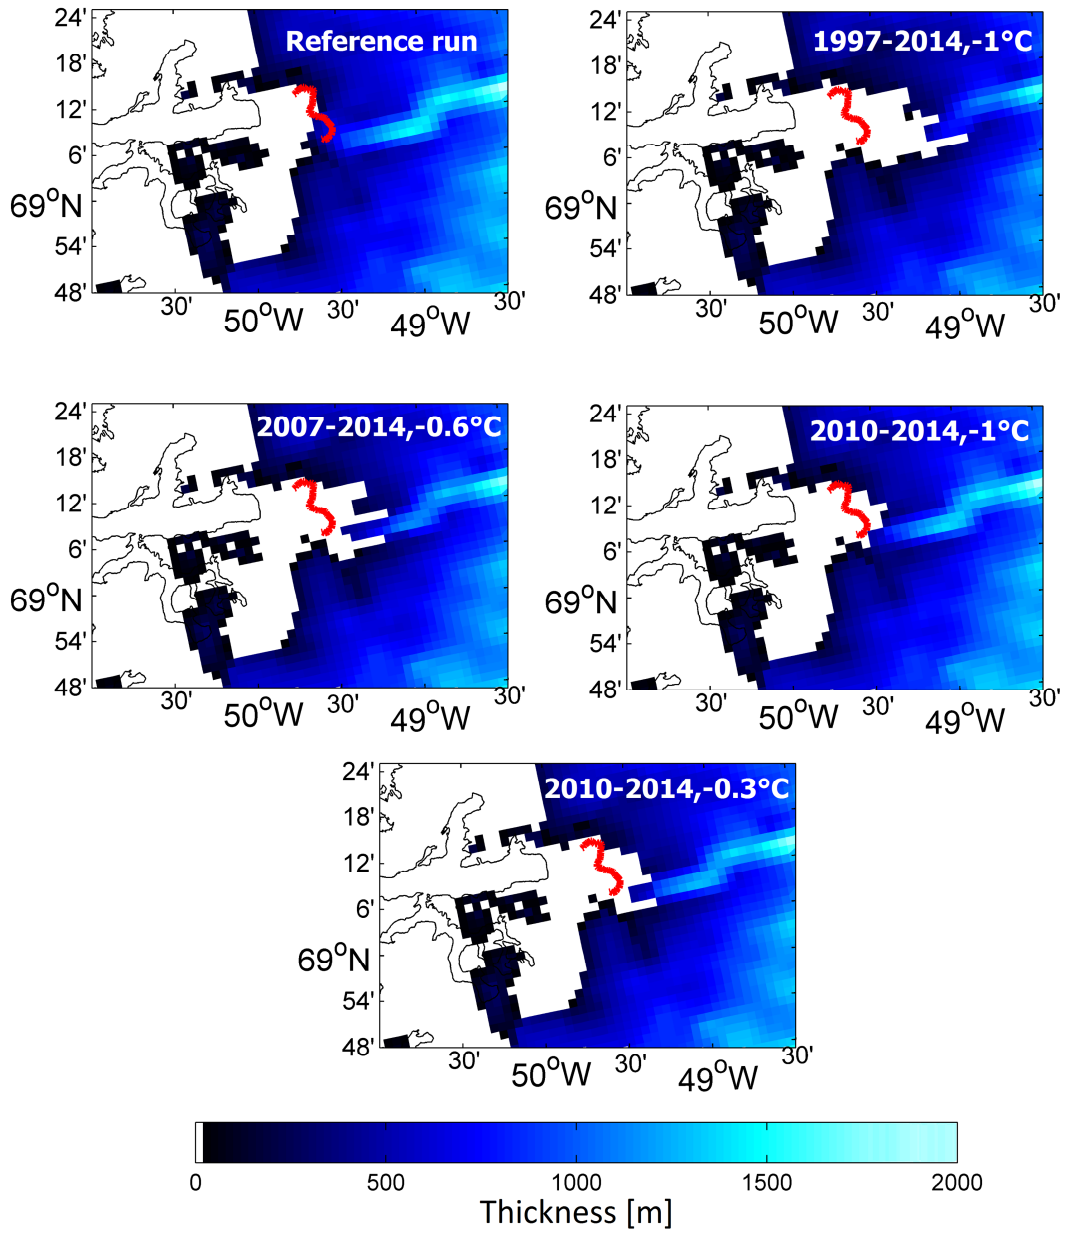 Reference run
24'
18'
12'
6'
69°N
54'
48'
30'
50°W
30'
49°W
30'
1997-2014,-1°C
24'
18'
12'
6'
69°N
54'
48'
30'
50°W
30'
49°W
30'
2007-2014,-0.6°C
24'
18'
12'
6'
69°N
54'
48'
30'
50°W
30'
49°W
30'
2010-2014,-1°C
24'
18'
12'
6'
69°N
54'
48'
30'
50°W
30'
49°W
30'
2010-2014,-0.3°C
24'
18'
12'
6'
69°N
54'
48'
30'
50°W
30'
49°W
30'
0 500 1000 1500 2000
Thickness [m]